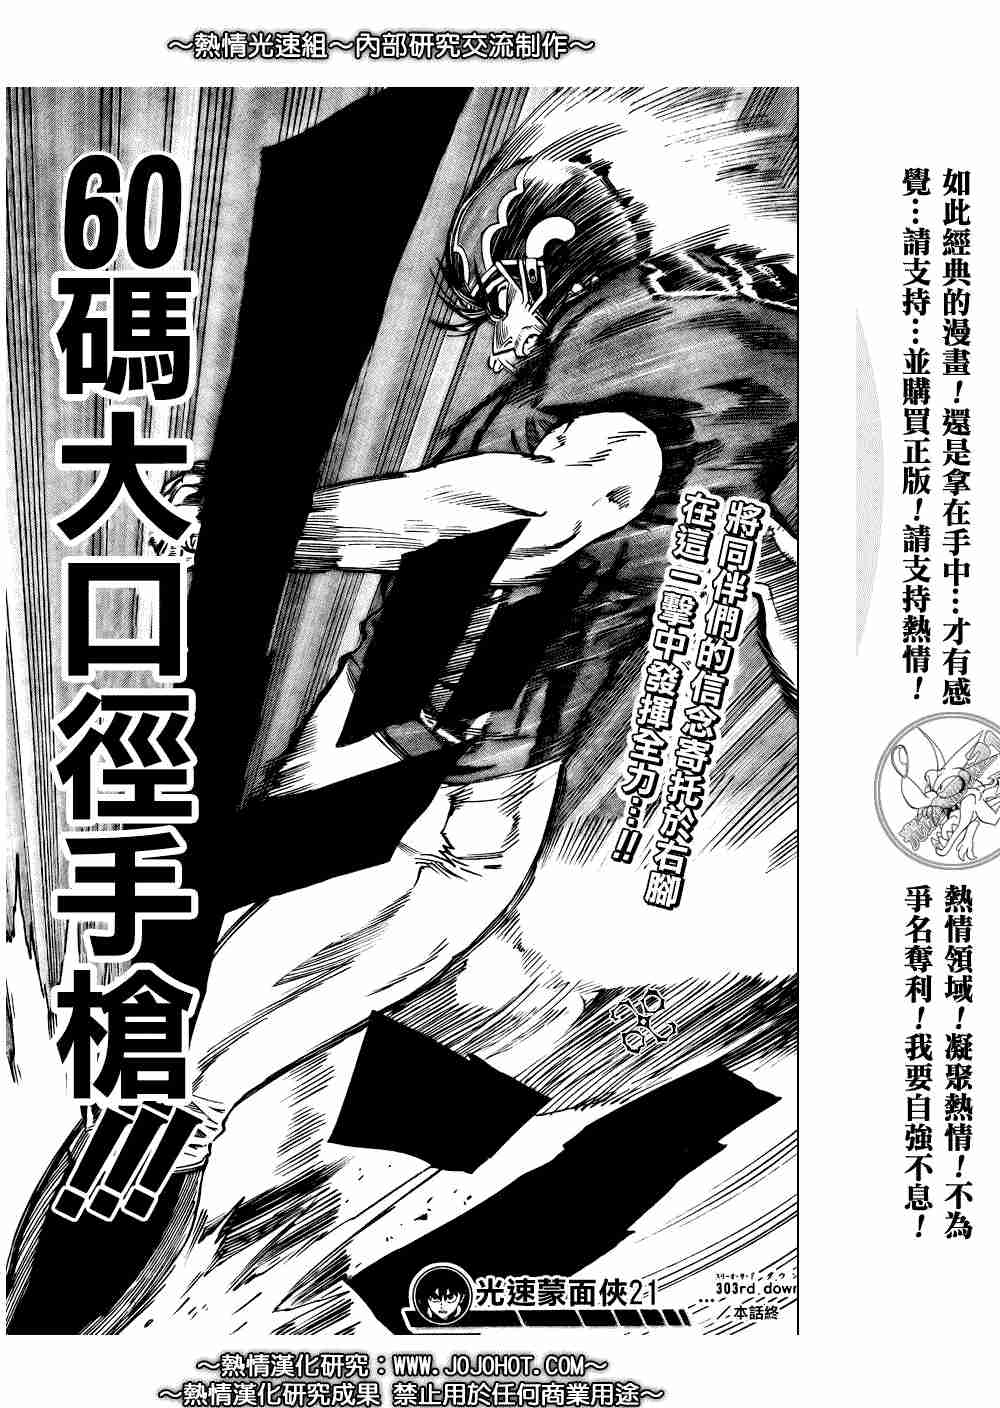 ～熱情光速組～內部研究交流制作～
如此經典的漫畫！還是拿在手中…才有感
覺…請支持…並購買正版！請支持熱情！
60碼大口徑手槍!!!
將同伴們的信念寄托於右腳
在這一擊中發揮全力…!!
熱情領域！凝聚熱情！不為
爭名奪利！我要自強不息！
光速蒙面俠21
303rd down
…本話終
～熱情漢化研究：WWW.JOJOHOT.COM～
～熱情漢化研究成果 禁止用於任何商業用途～